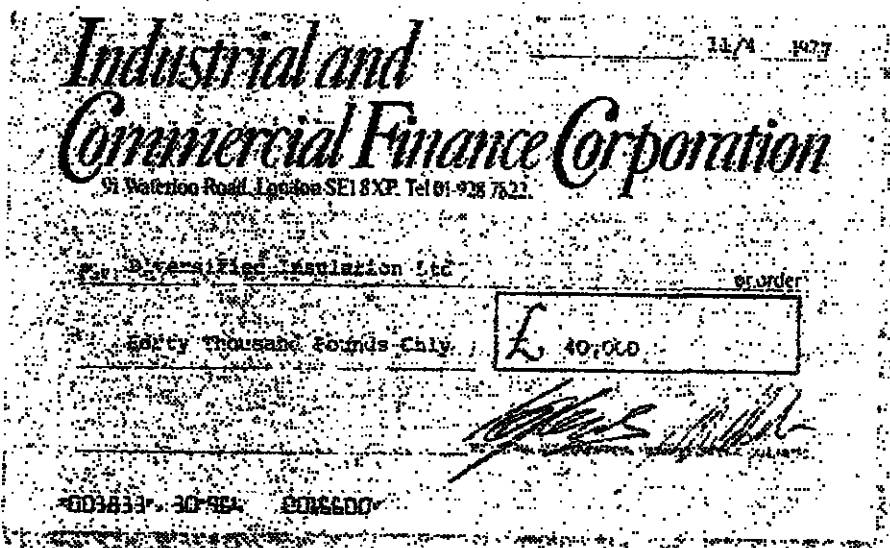 11/4 1977
Industrial and
Commercial Finance Corporation
91 Waterloo Road, London SE1 8XP. Tel 01-928 7822
Pay Diversified Insulation Ltd
or order
Forty Thousand Pounds Only £ 40,000